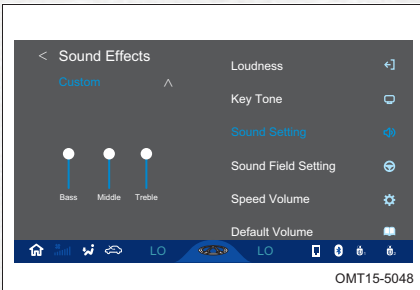 < Sound Effects
Custom
Bass Middle Treble
Loudness
Key Tone
Sound Setting
Sound Field Setting
Speed Volume
Default Volume
LO LO
OMT15-5048